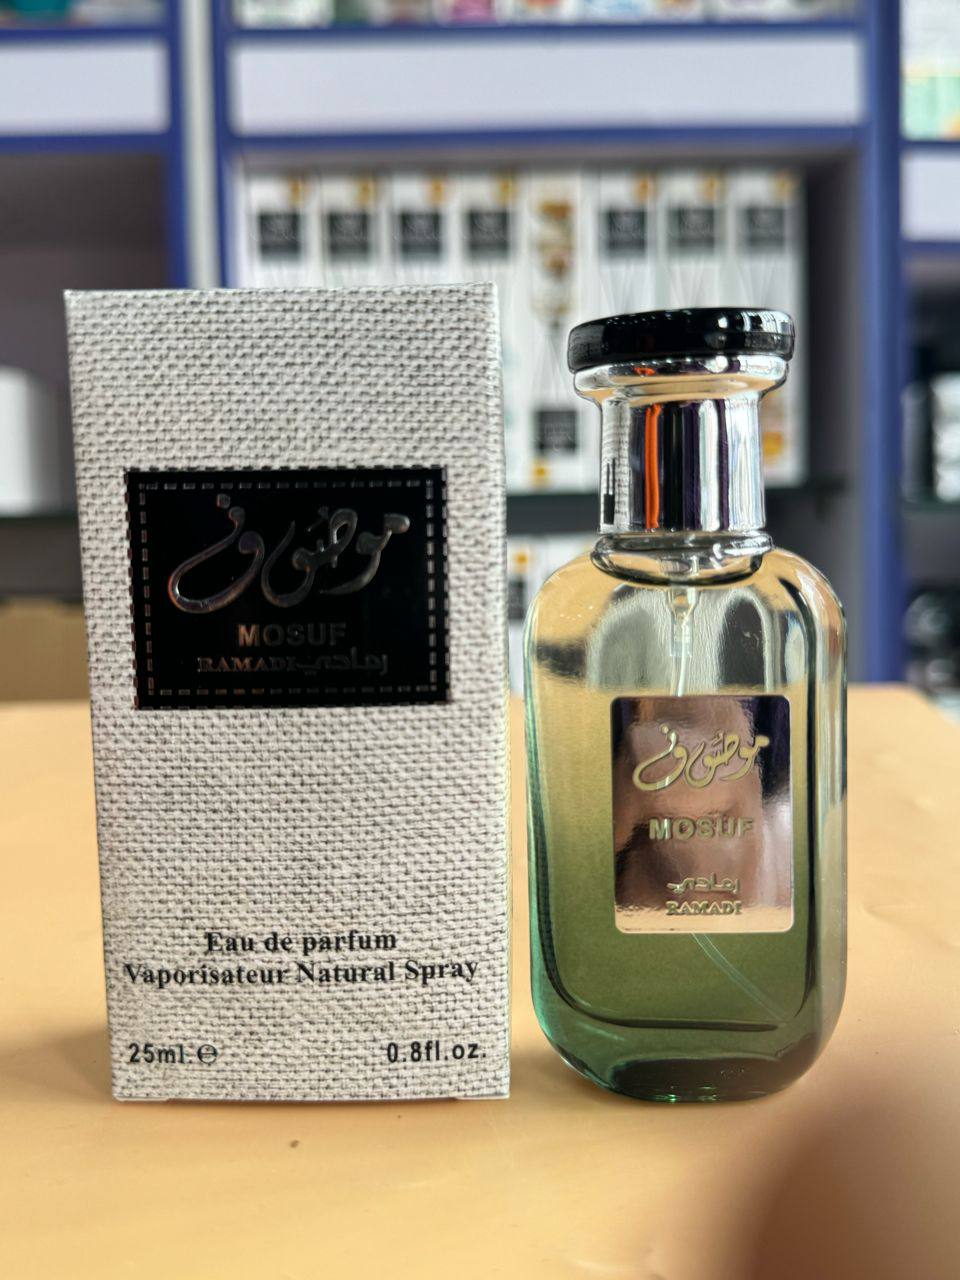 موصوف
MOSUF
RAMADI رمادي
Eau de parfum
Vaporisateur Natural Spray
25ml ℮ 0.8fl.oz.
موصوف
MOSUF
رمادي
RAMADI